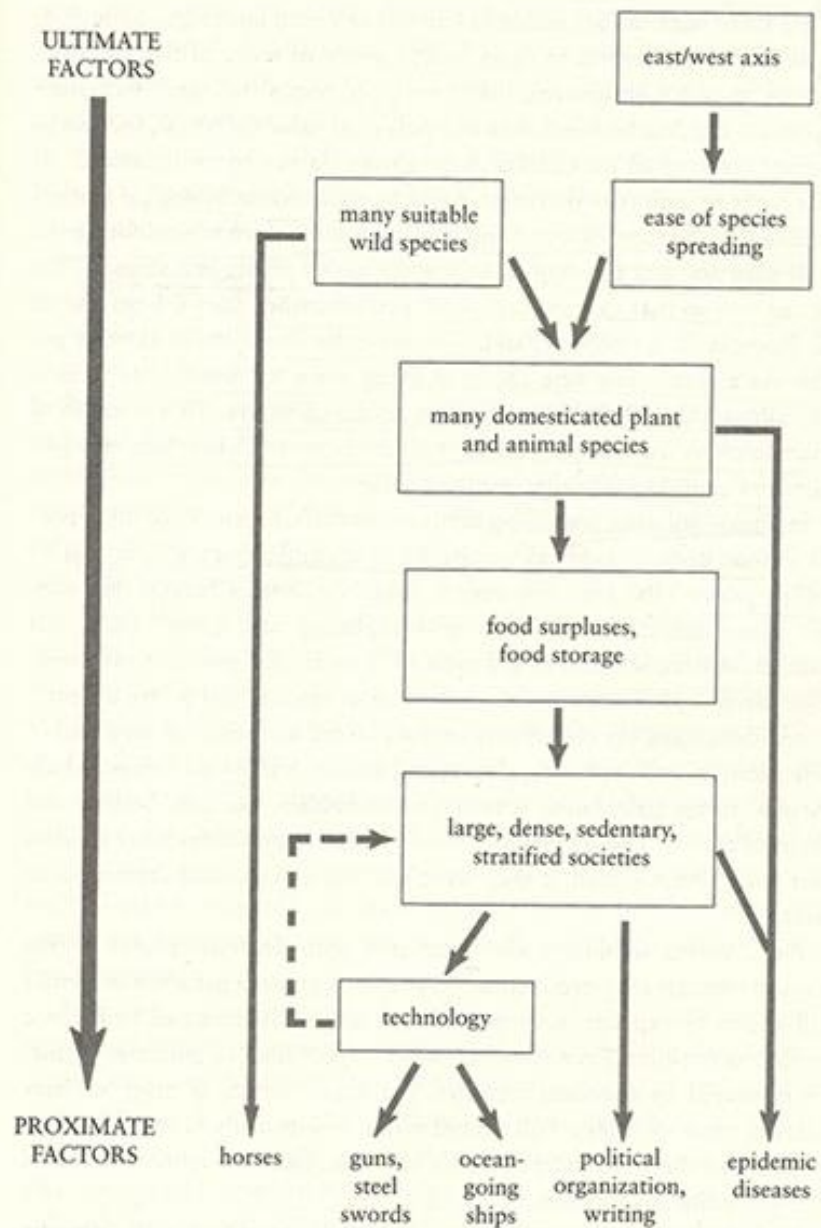 ULTIMATE
FACTORS
east/west axis
many suitable
wild species
ease of species
spreading
many domesticated plant
and animal species
food surpluses,
food storage
large, dense, sedentary,
stratified societies
technology
PROXIMATE
FACTORS
horses
guns,
steel
swords
ocean-
going
ships
political
organization,
writing
epidemic
diseases